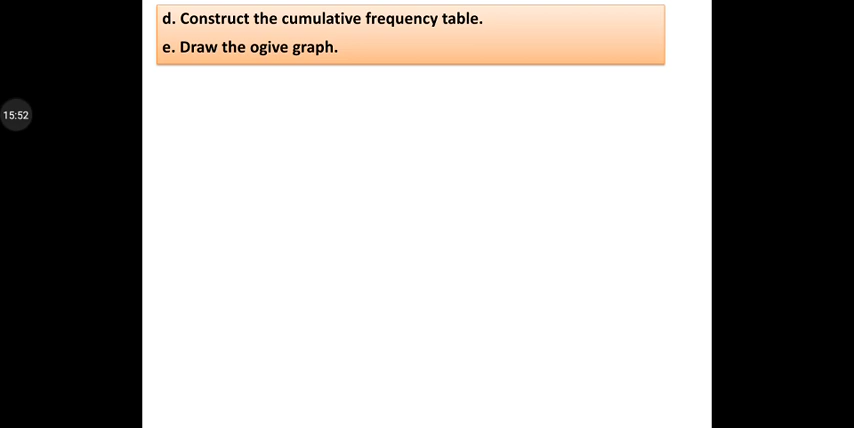 d. Construct the cumulative frequency table.
e. Draw the ogive graph.
15:52